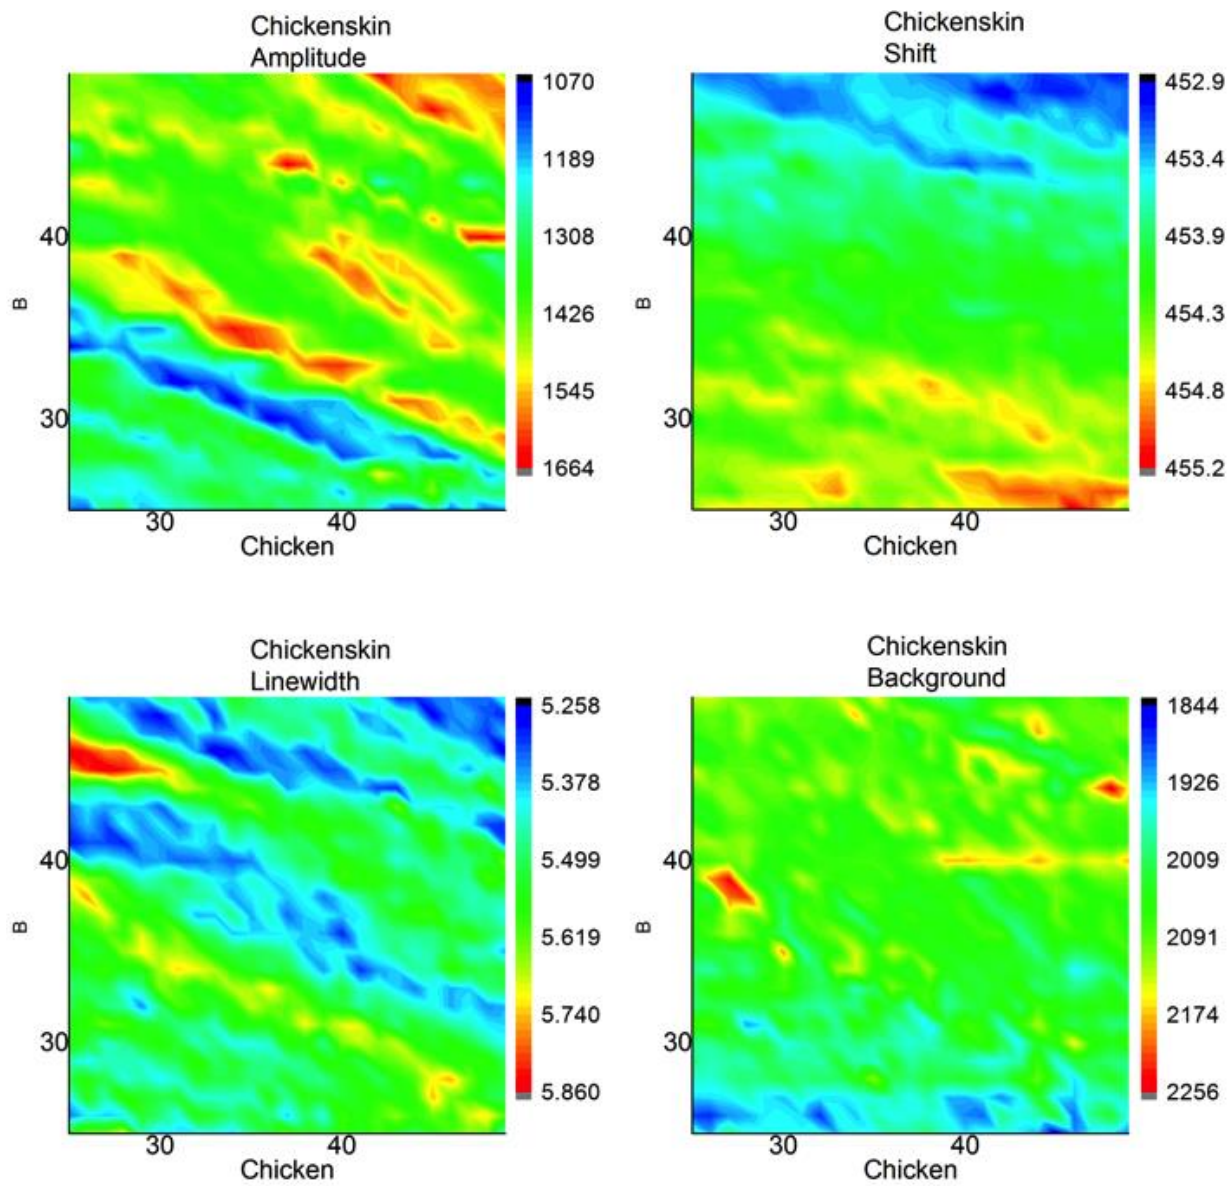 Chickenskin
Amplitude
1070
1189
1308
1426
1545
1664
40
30
B
30 40
Chicken
Chickenskin
Shift
452.9
453.4
453.9
454.3
454.8
455.2
40
30
B
30 40
Chicken
Chickenskin
Linewidth
5.258
5.378
5.499
5.619
5.740
5.860
40
30
B
30 40
Chicken
Chickenskin
Background
1844
1926
2009
2091
2174
2256
40
30
B
30 40
Chicken